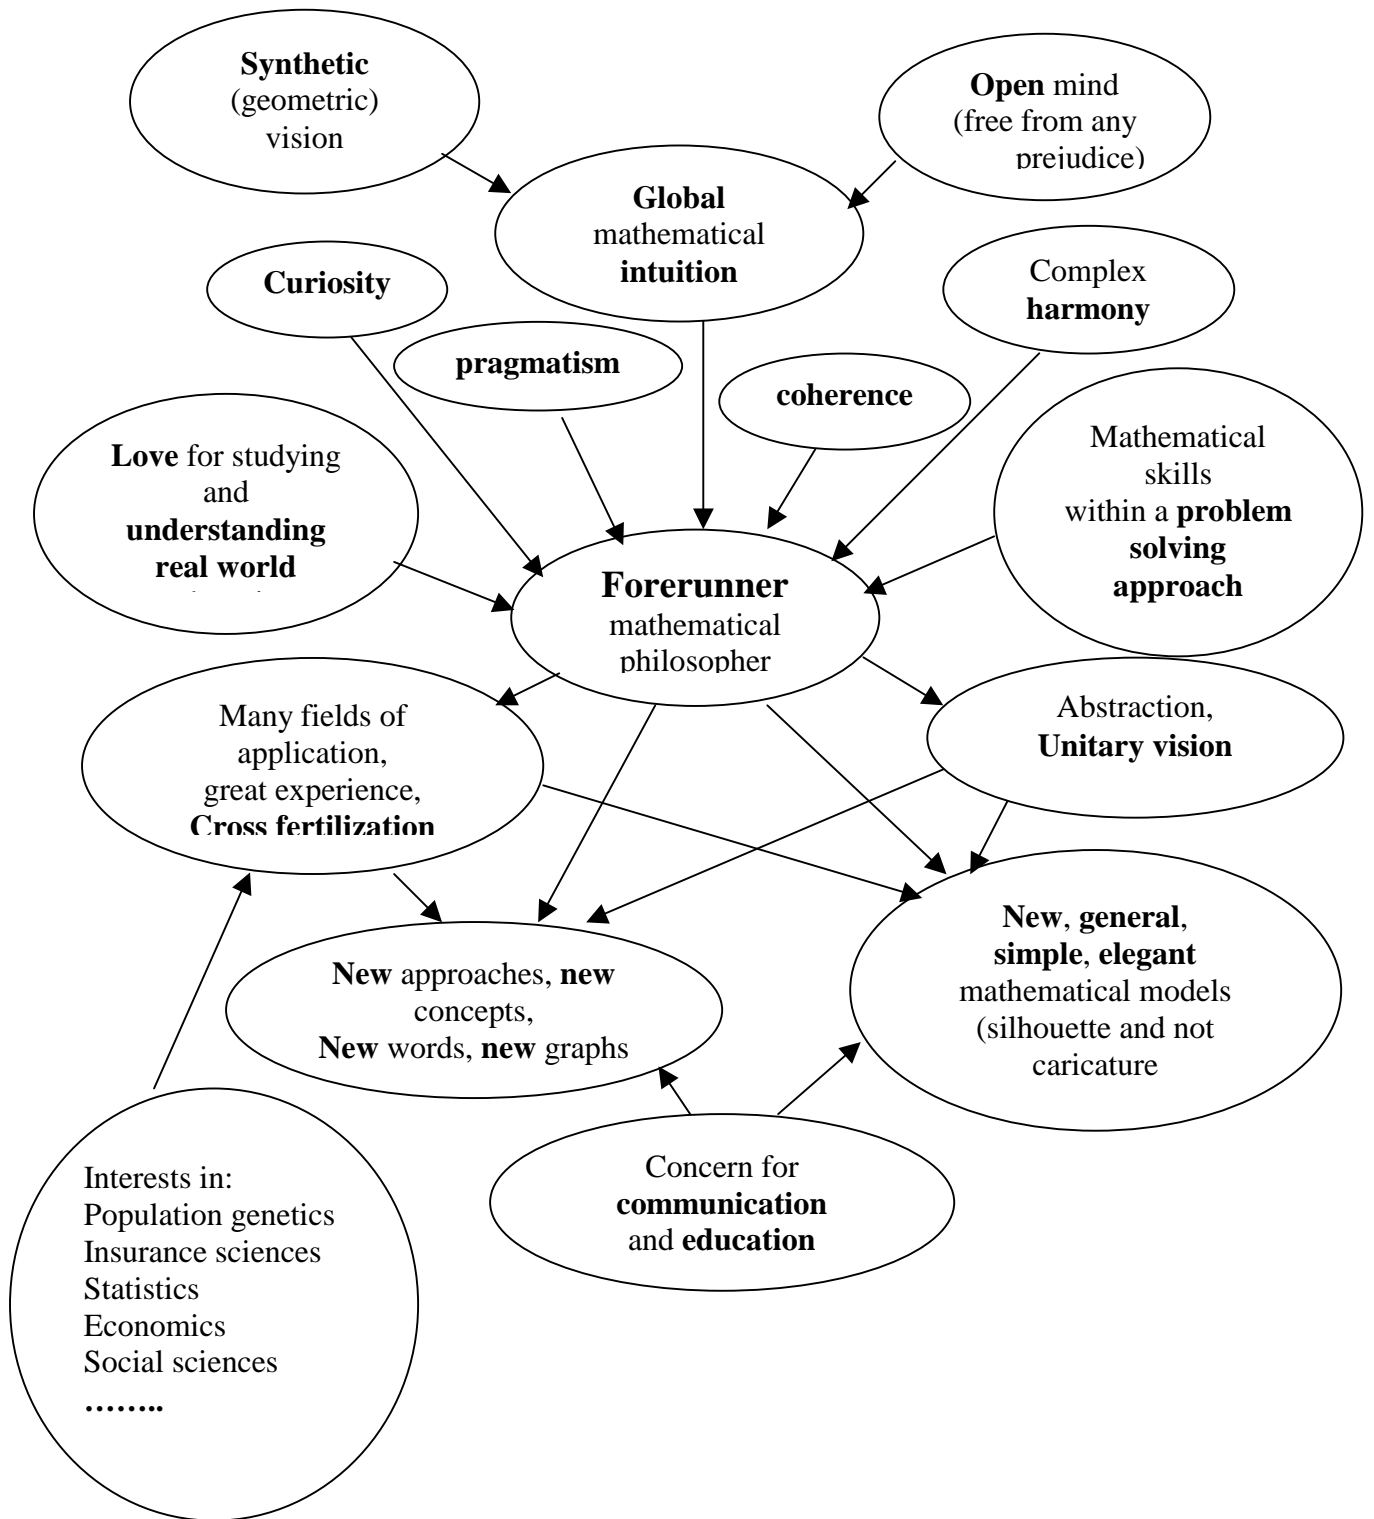 Synthetic
(geometric)
vision
Open mind
(free from any
prejudice)
Global
mathematical
intuition
Curiosity
Complex
harmony
pragmatism
coherence
Love for studying
and
understanding
real world
Mathematical
skills
within a problem
solving
approach
Forerunner
mathematical
philosopher
Many fields of
application,
great experience,
Cross fertilization
Abstraction,
Unitary vision
New, general,
simple, elegant
mathematical models
(silhouette and not
caricature
New approaches, new
concepts,
New words, new graphs
Concern for
communication
and education
Interests in:
Population genetics
Insurance sciences
Statistics
Economics
Social sciences
……..